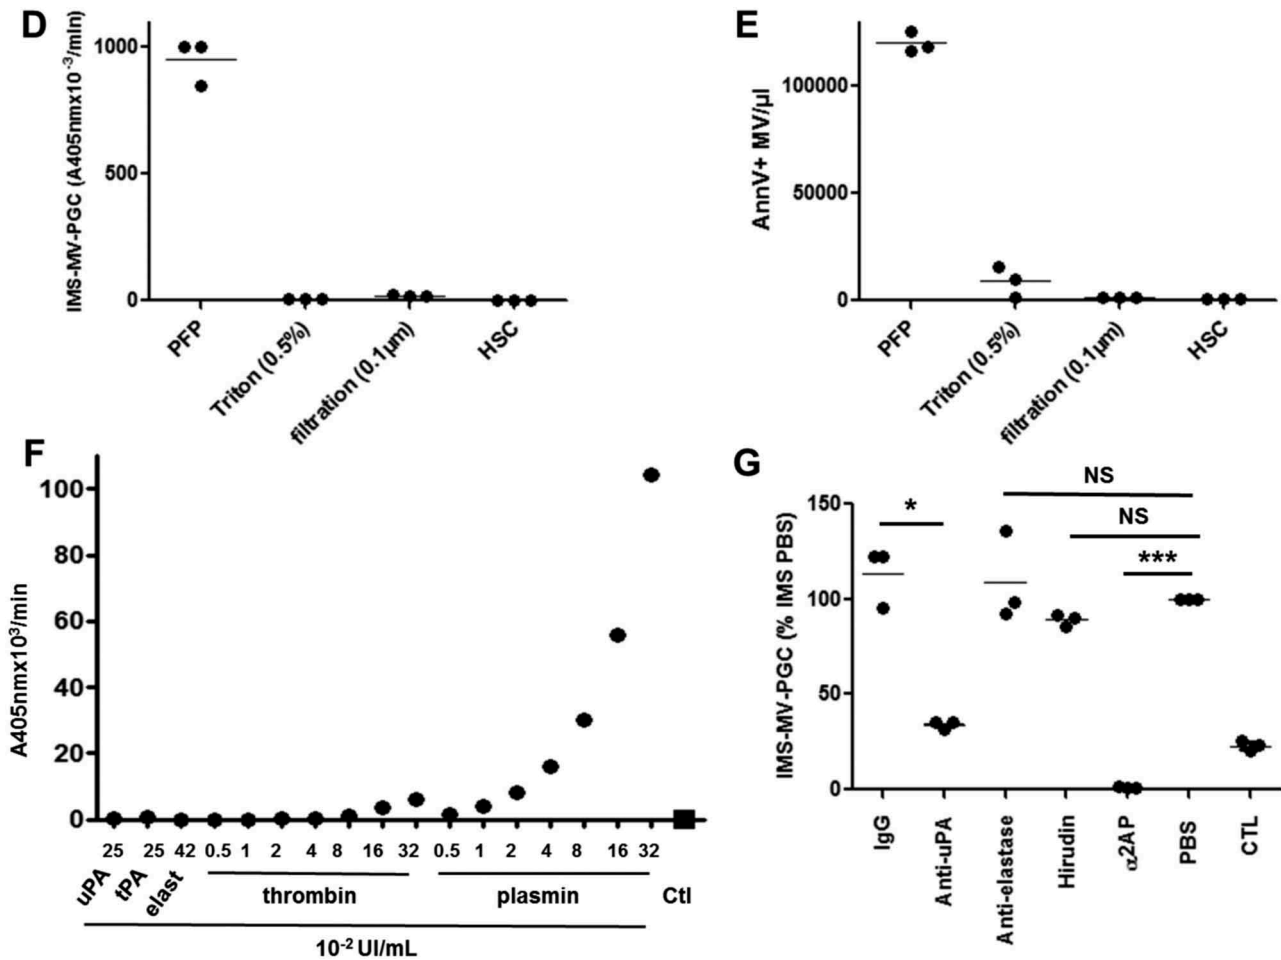 D
IMS-MV-PGC (A405nmx10⁻³/min)
1000
500
0
PFP
Triton (0.5%)
filtration (0.1µm)
HSC
E
AnnV+ MV/µl
100000
50000
0
PFP
Triton (0.5%)
filtration (0.1µm)
HSC
F
A405nmx10³/min
100
80
60
40
20
0
25 25 42 0.5 1 2 4 8 16 32 0.5 1 2 4 8 16 32
uPA tPA elast thrombin plasmin Ctl
10⁻² UI/mL
G
IMS-MV-PGC (% IMS PBS)
150
100
50
0
NS
NS
*
***
IgG
Anti-uPA
Anti-elastase
Hirudin
α2AP
PBS
CTL